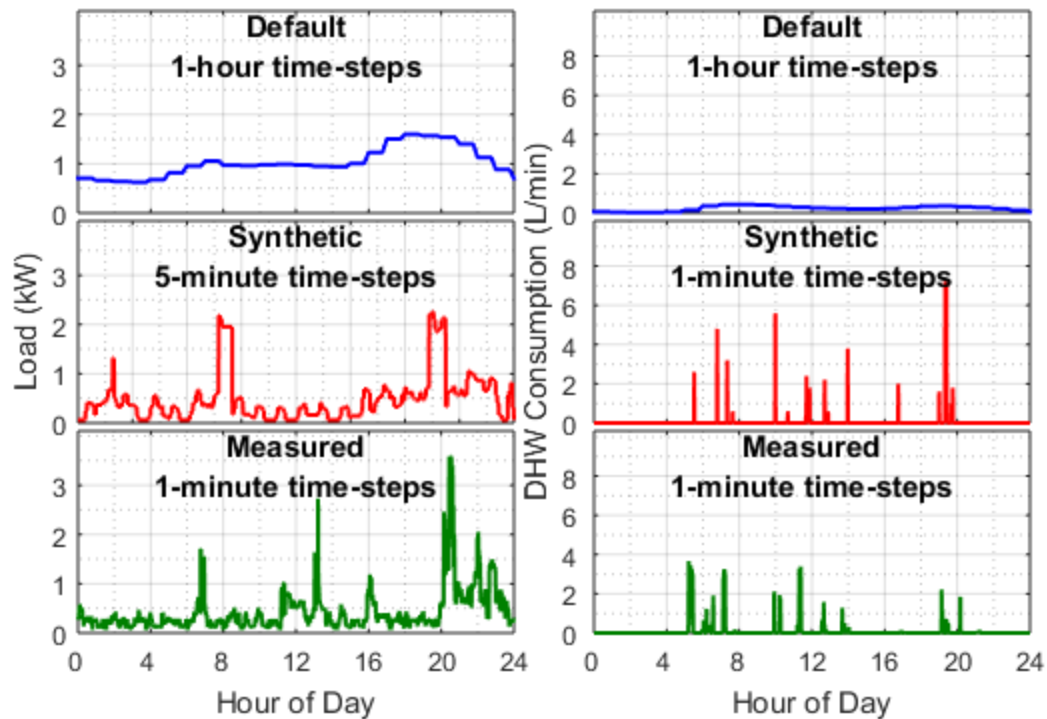 Default
1-hour time-steps
3
2
1
0
Synthetic
5-minute time-steps
3
2
1
0
Measured
1-minute time-steps
3
2
1
0
0 4 8 12 16 20 24
Hour of Day
Load (kW)
Default
1-hour time-steps
8
6
4
2
0
Synthetic
1-minute time-steps
8
6
4
2
0
Measured
1-minute time-steps
8
6
4
2
0
0 4 8 12 16 20 24
Hour of Day
DHW Consumption (L/min)